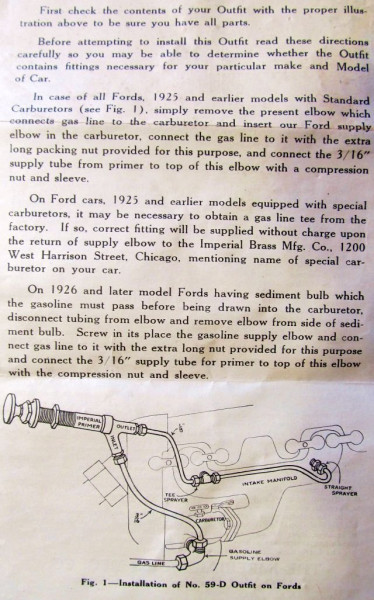 First check the contents of your Outfit with the proper illus-
tration above to be sure you have all parts.
Before attempting to install this Outfit read these directions
carefully so you may be able to determine whether the Outfit
contains fittings necessary for your particular make and Model
of Car.
In case of all Fords, 1925 and earlier models with Standard
Carburetors (see Fig. 1), simply remove the present elbow which
connects gas line to the carburetor and insert our Ford supply
elbow in the carburetor, connect the gas line to it with the extra
long packing nut provided for this purpose, and connect the 3/16"
supply tube from primer to top of this elbow with a compression
nut and sleeve.
On Ford cars, 1925 and earlier models equipped with special
carburetors, it may be necessary to obtain a gas line tee from the
factory. If so, correct fitting will be supplied without charge upon
the return of supply elbow to the Imperial Brass Mfg. Co., 1200
West Harrison Street, Chicago, mentioning name of special car-
buretor on your car.
On 1926 and later model Fords having sediment bulb which
the gasoline must pass before being drawn into the carburetor,
disconnect tubing from elbow and remove elbow from side of sedi-
ment bulb. Screw in its place the gasoline supply elbow and con-
nect gas line to it with the extra long nut provided for this purpose
and connect the 3/16" supply tube for primer to top of this elbow
with the compression nut and sleeve.
IMPERIAL
PRIMER
OUTLET
INLET
TEE
SPRAYER
INTAKE MANIFOLD
STRAIGHT
SPRAYER
CARBURETOR
GASOLINE
SUPPLY ELBOW
GAS LINE
Fig. 1—Installation of No. 59-D Outfit on Fords